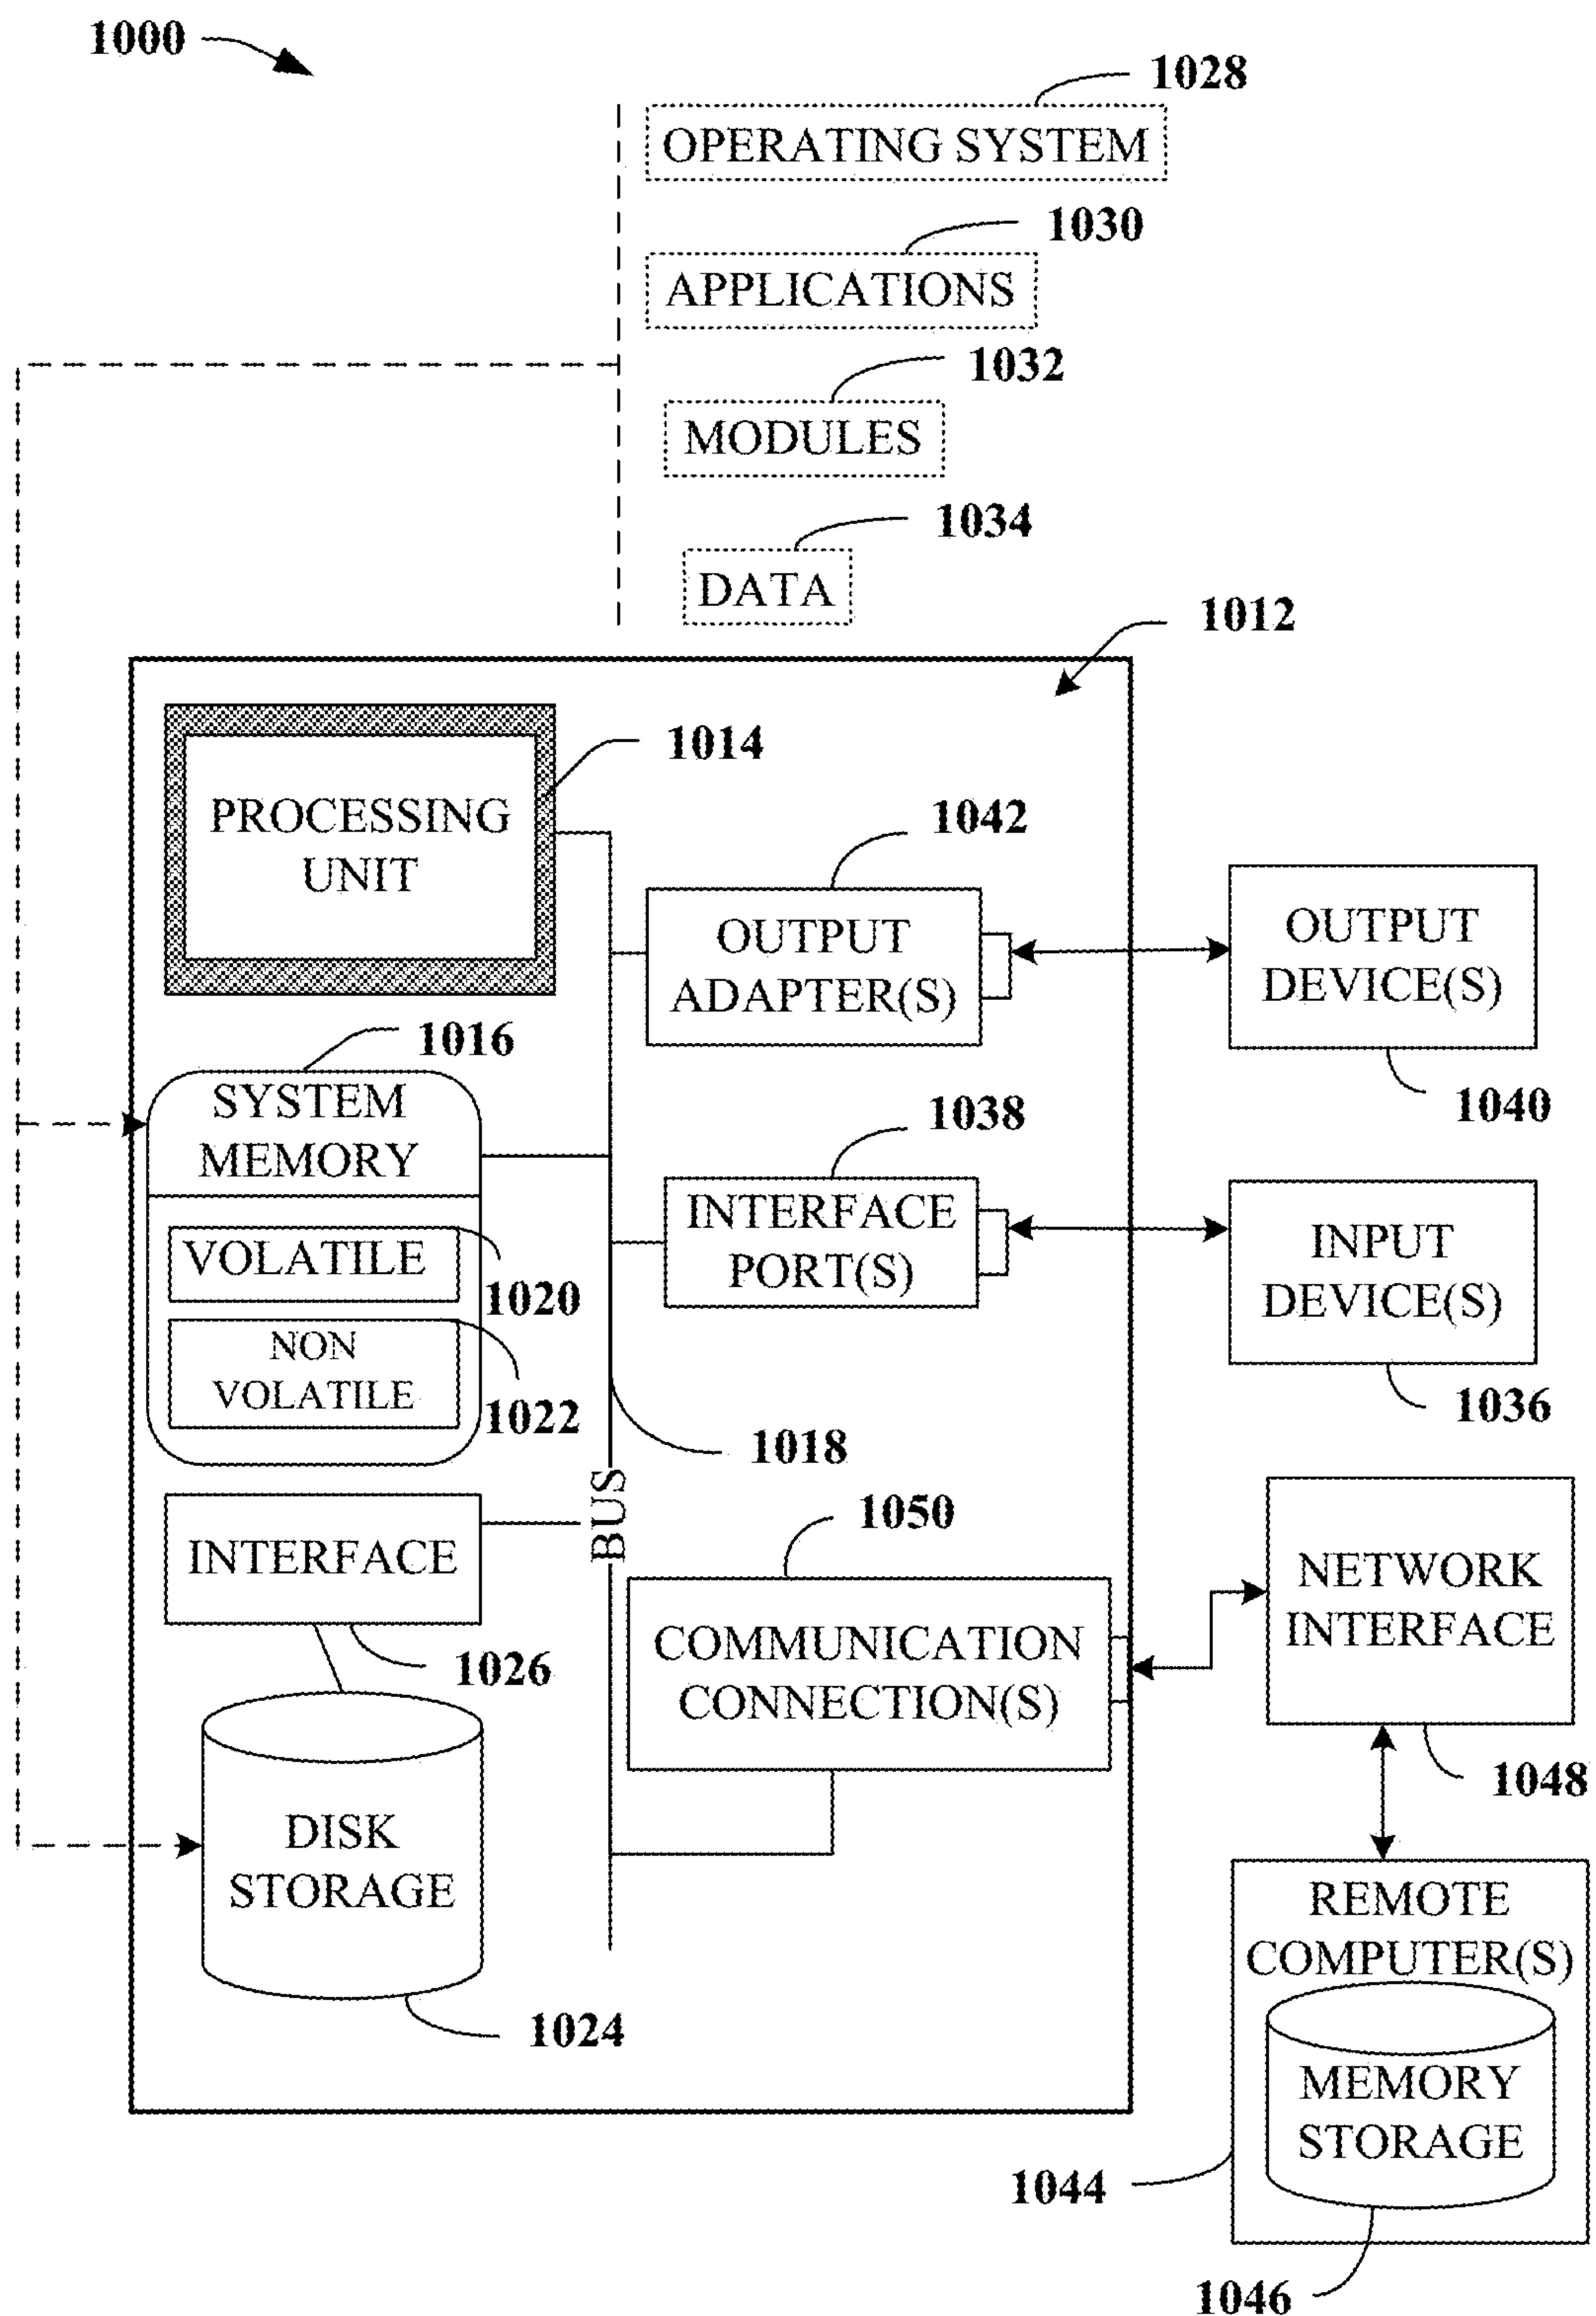 1000
1028
OPERATING SYSTEM
1030
APPLICATIONS
1032
MODULES
1034
DATA
1012
1014
PROCESSING
UNIT
1042
OUTPUT
ADAPTER(S)
OUTPUT
DEVICE(S)
1040
1016
SYSTEM
MEMORY
VOLATILE
1020
NON
VOLATILE
1022
1038
INTERFACE
PORT(S)
INPUT
DEVICE(S)
1036
1018
BUS
INTERFACE
1026
1050
COMMUNICATION
CONNECTION(S)
NETWORK
INTERFACE
1048
DISK
STORAGE
1024
REMOTE
COMPUTER(S)
MEMORY
STORAGE
1044
1046